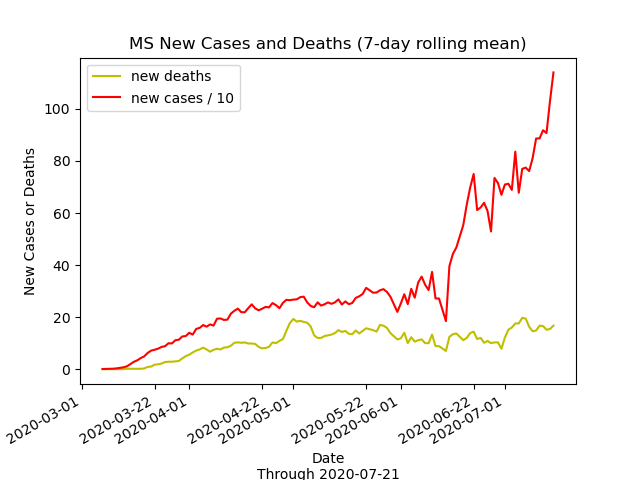 MS New Cases and Deaths (7-day rolling mean)
new deaths
new cases / 10
100
80
60
40
20
0
New Cases or Deaths
2020-03-01
2020-03-22
2020-04-01
2020-04-22
2020-05-01
2020-05-22
2020-06-01
2020-06-22
2020-07-01
Date
Through 2020-07-21